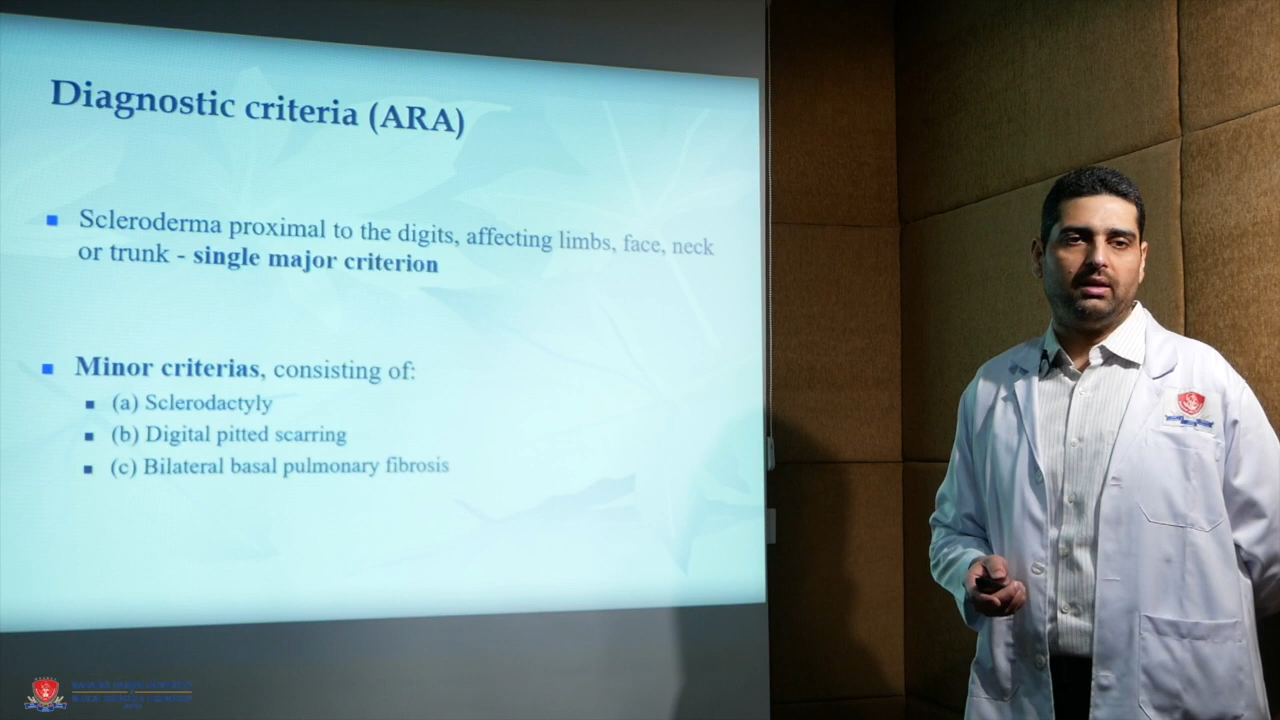 Diagnostic criteria (ARA)
Scleroderma proximal to the digits, affecting limbs, face, neck
or trunk - single major criterion
Minor criterias, consisting of:
(a) Sclerodactyly
(b) Digital pitted scarring
(c) Bilateral basal pulmonary fibrosis